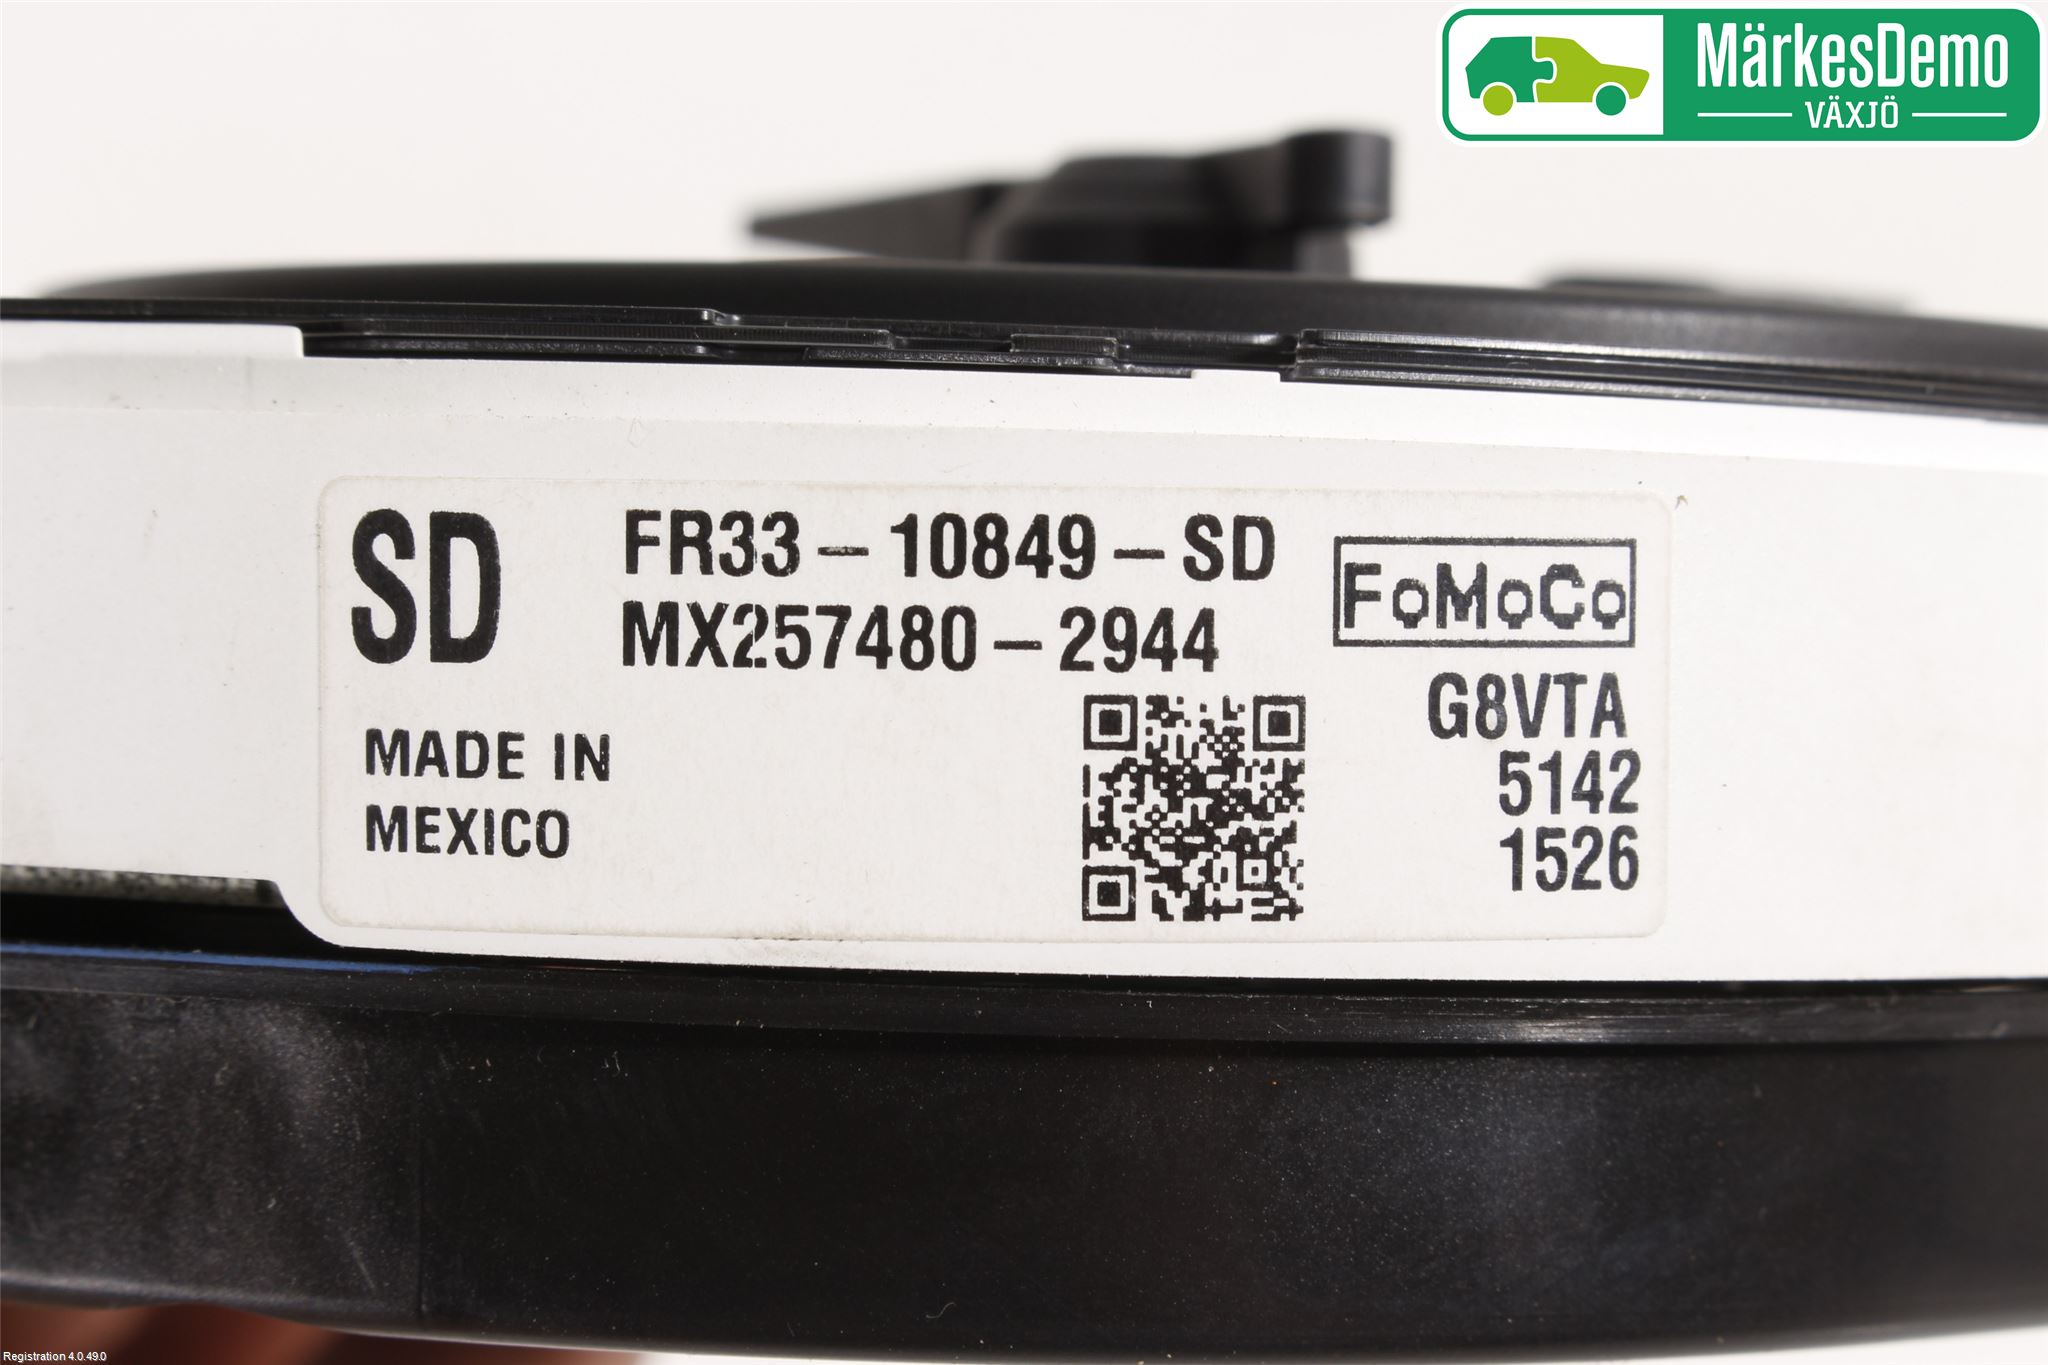 MärkesDemo
VÄXJÖ
SD
FR33-10849-SD
MX257480-2944
FoMoCo
G8VTA
5142
1526
MADE IN
MEXICO
Registration 4.0.49.0